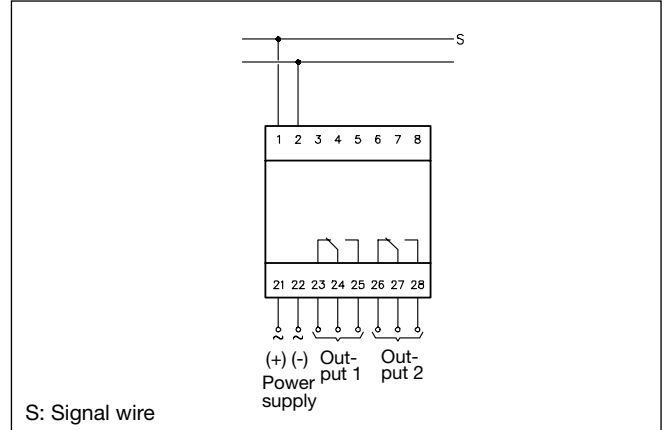 S
1 2 3 4 5 6 7 8
21 22 23 24 25 26 27 28
~ ~
(+) (-) Out- Out-
Power put 1 put 2
supply
S: Signal wire